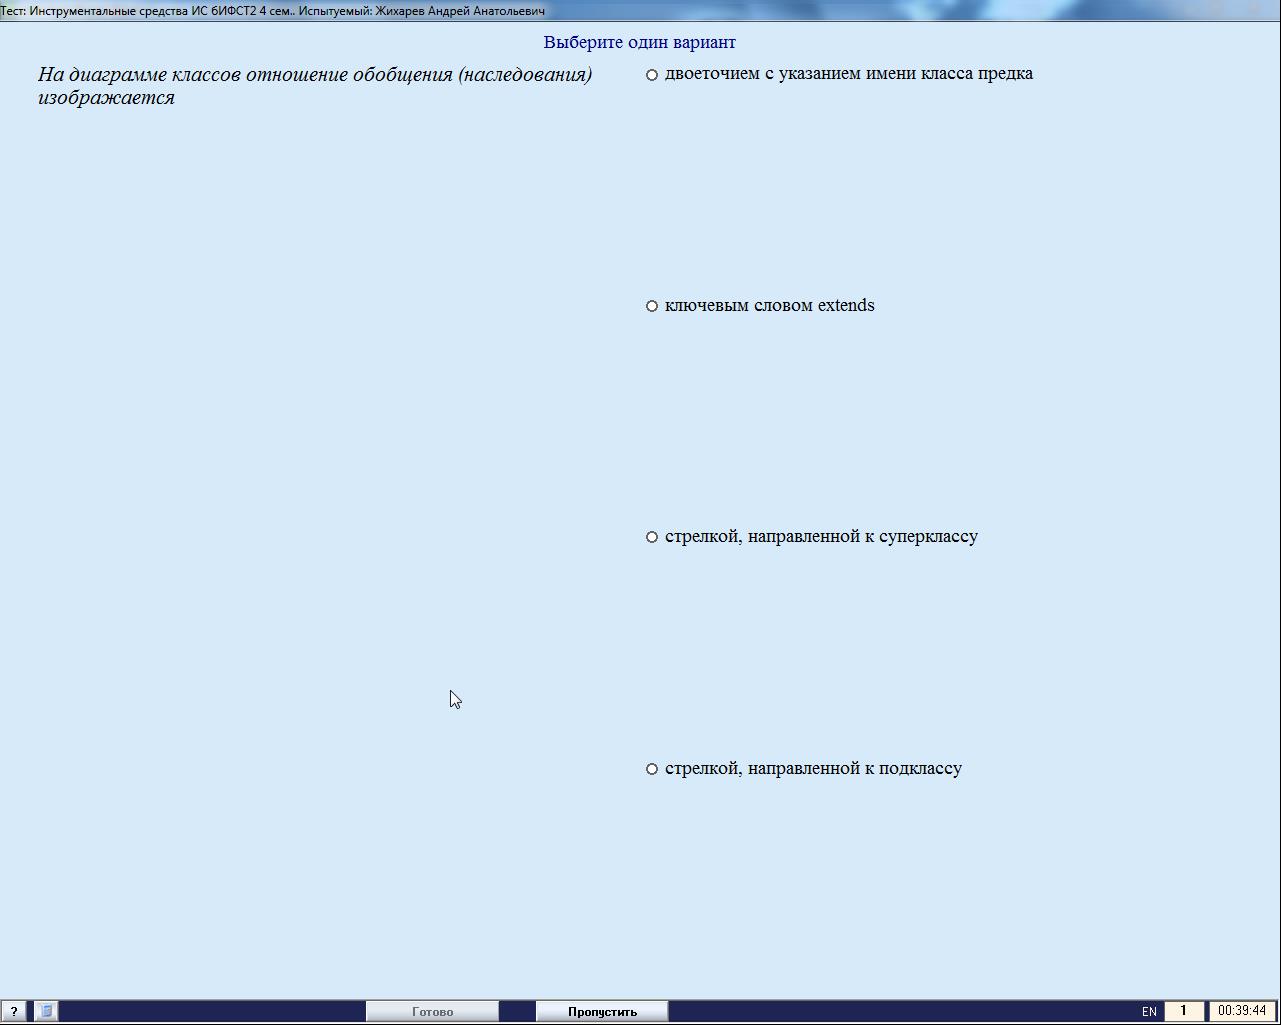 Тест: Инструментальные средства ИС бИФСТ2 4 сем.. Испытуемый: Жихарев Андрей Анатольевич
Выберите один вариант
На диаграмме классов отношение обобщения (наследования)
изображается
двоеточием с указанием имени класса предка
ключевым словом extends
стрелкой, направленной к суперклассу
стрелкой, направленной к подклассу
?
Готово
Пропустить
EN
1
00:39:44